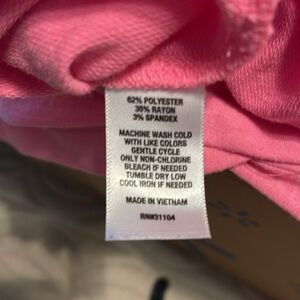 62% POLYESTER
35% RAYON
3% SPANDEX
MACHINE WASH COLD
WITH LIKE COLORS
GENTLE CYCLE
ONLY NON-CHLORINE
BLEACH IF NEEDED
TUMBLE DRY LOW
COOL IRON IF NEEDED
MADE IN VIETNAM
RN#31104